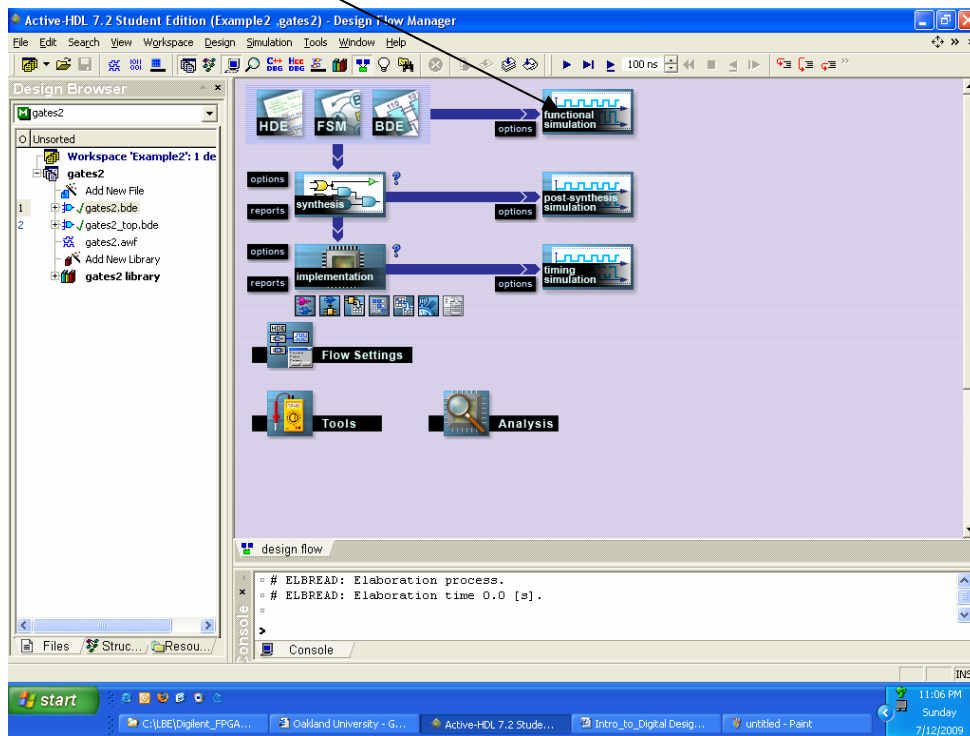 Active-HDL 7.2 Student Edition (Example2 ,gates2) - Design Flow Manager
File Edit Search View Workspace Design Simulation Tools Window Help
100 ns
Design Browser
gates2
Unsorted
Workspace 'Example2': 1 de
gates2
Add New File
1 gates2.bde
2 gates2_top.bde
gates2.awf
Add New Library
gates2 library
Files Struc... Resou...
HDE FSM BDE
options
functional simulation
options
synthesis
reports
options
post-synthesis simulation
options
implementation
reports
options
timing simulation
Flow Settings
Tools
Analysis
design flow
Console
# ELBREAD: Elaboration process.
# ELBREAD: Elaboration time 0.0 [s].
>
Console
INS
start
C:\LBE\Digilent_FPGA...
Oakland University - G...
Active-HDL 7.2 Stude...
Intro_to_Digital Desig...
untitled - Paint
11:06 PM
Sunday
7/12/2009